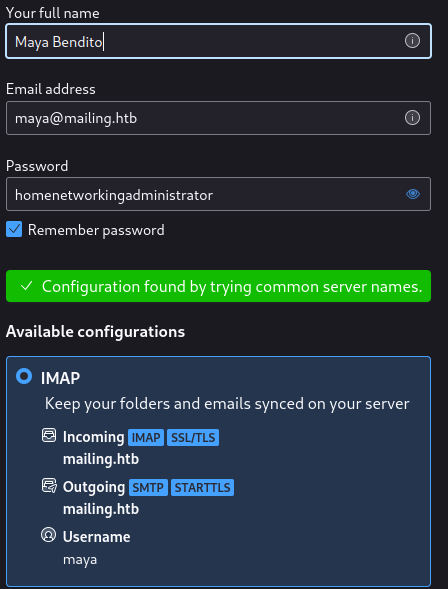 Your full name
Maya Bendito
Email address
maya@mailing.htb
Password
homenetworkingadministrator
Remember password
Configuration found by trying common server names.
Available configurations
IMAP
Keep your folders and emails synced on your server
Incoming IMAP SSL/TLS
mailing.htb
Outgoing SMTP STARTTLS
mailing.htb
Username
maya